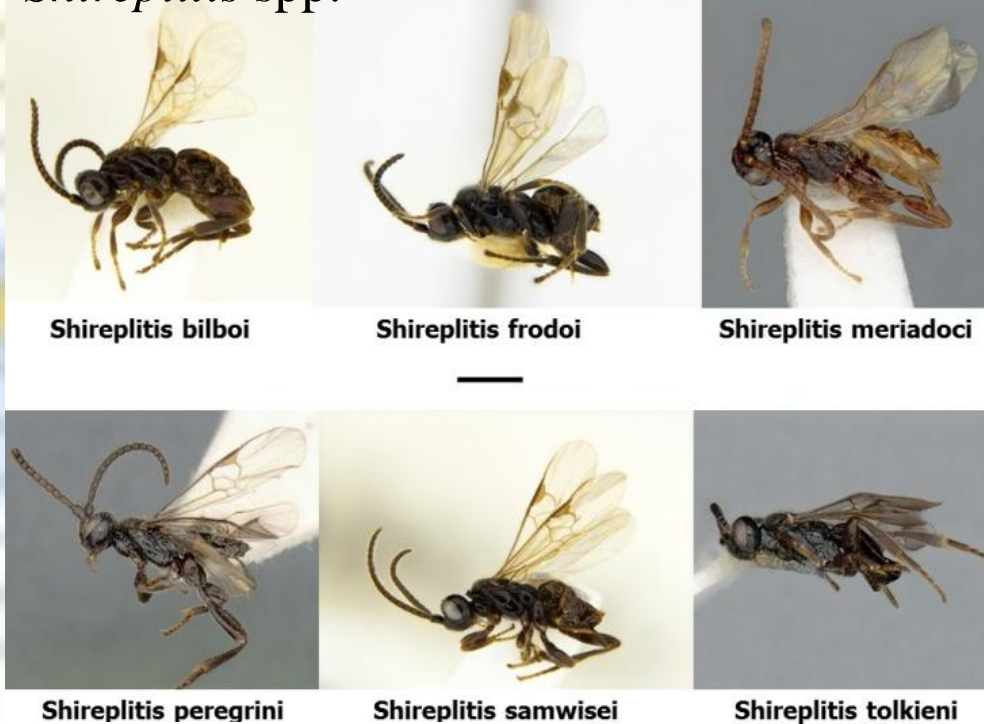 Shireplitis spp.
Shireplitis bilboi
Shireplitis frodoi
Shireplitis meriadoci
Shireplitis peregrini
Shireplitis samwisei
Shireplitis tolkieni